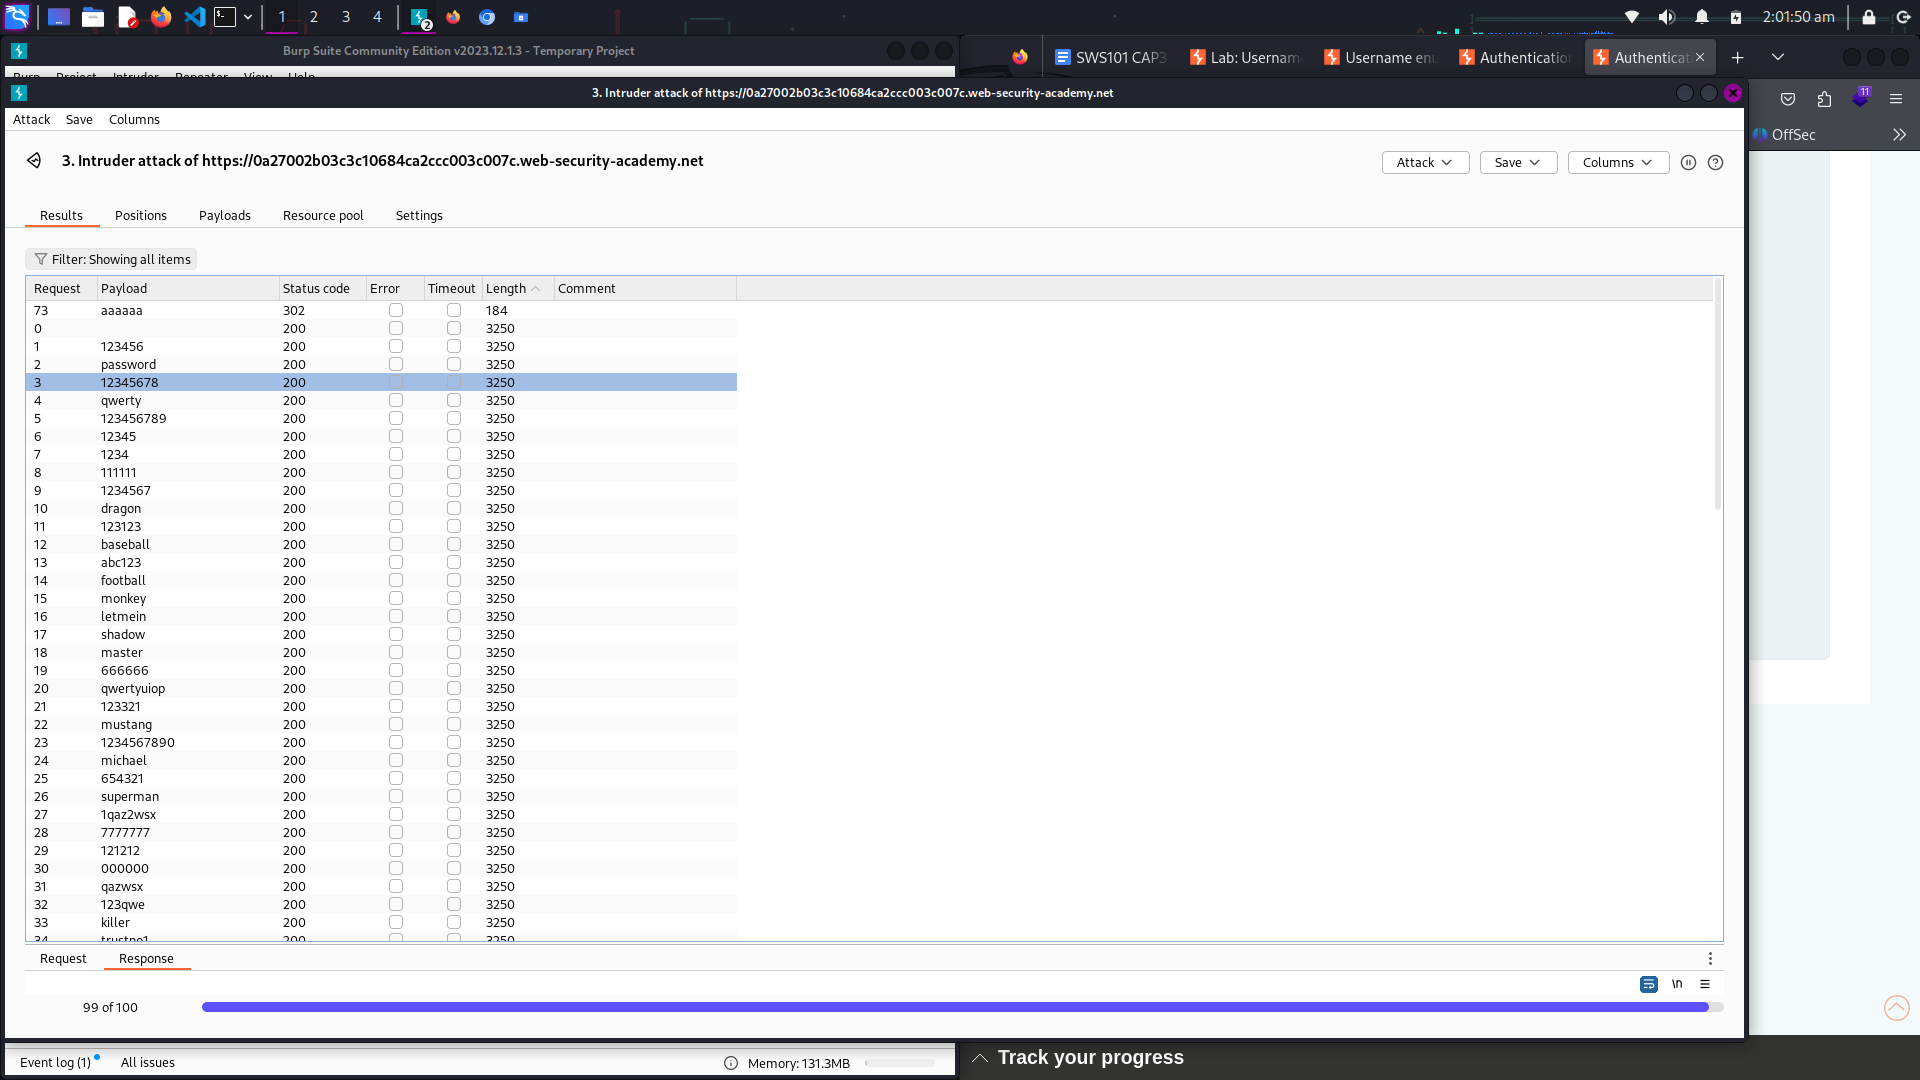 1 2 3 4 2 2:01:50 am
Burp Suite Community Edition v2023.12.1.3 - Temporary Project
SWS101 CAP3 Lab: Usernam Username enu Authentication Authenticat
Burp Project Intruder Repeater View Help
3. Intruder attack of https://0a27002b03c3c10684ca2ccc003c007c.web-security-academy.net
11
Attack Save Columns
OffSec
3. Intruder attack of https://0a27002b03c3c10684ca2ccc003c007c.web-security-academy.net
Attack Save Columns
Results Positions Payloads Resource pool Settings
Filter: Showing all items
Request Payload Status code Error Timeout Length Comment
73 aaaaaa 302 184
0 200 3250
1 123456 200 3250
2 password 200 3250
3 12345678 200 3250
4 qwerty 200 3250
5 123456789 200 3250
6 12345 200 3250
7 1234 200 3250
8 111111 200 3250
9 1234567 200 3250
10 dragon 200 3250
11 123123 200 3250
12 baseball 200 3250
13 abc123 200 3250
14 football 200 3250
15 monkey 200 3250
16 letmein 200 3250
17 shadow 200 3250
18 master 200 3250
19 666666 200 3250
20 qwertyuiop 200 3250
21 123321 200 3250
22 mustang 200 3250
23 1234567890 200 3250
24 michael 200 3250
25 654321 200 3250
26 superman 200 3250
27 1qaz2wsx 200 3250
28 7777777 200 3250
29 121212 200 3250
30 000000 200 3250
31 qazwsx 200 3250
32 123qwe 200 3250
33 killer 200 3250
34 trustno1 200 3250
Request Response
\n
99 of 100
Event log (1) All issues Memory: 131.3MB
Track your progress